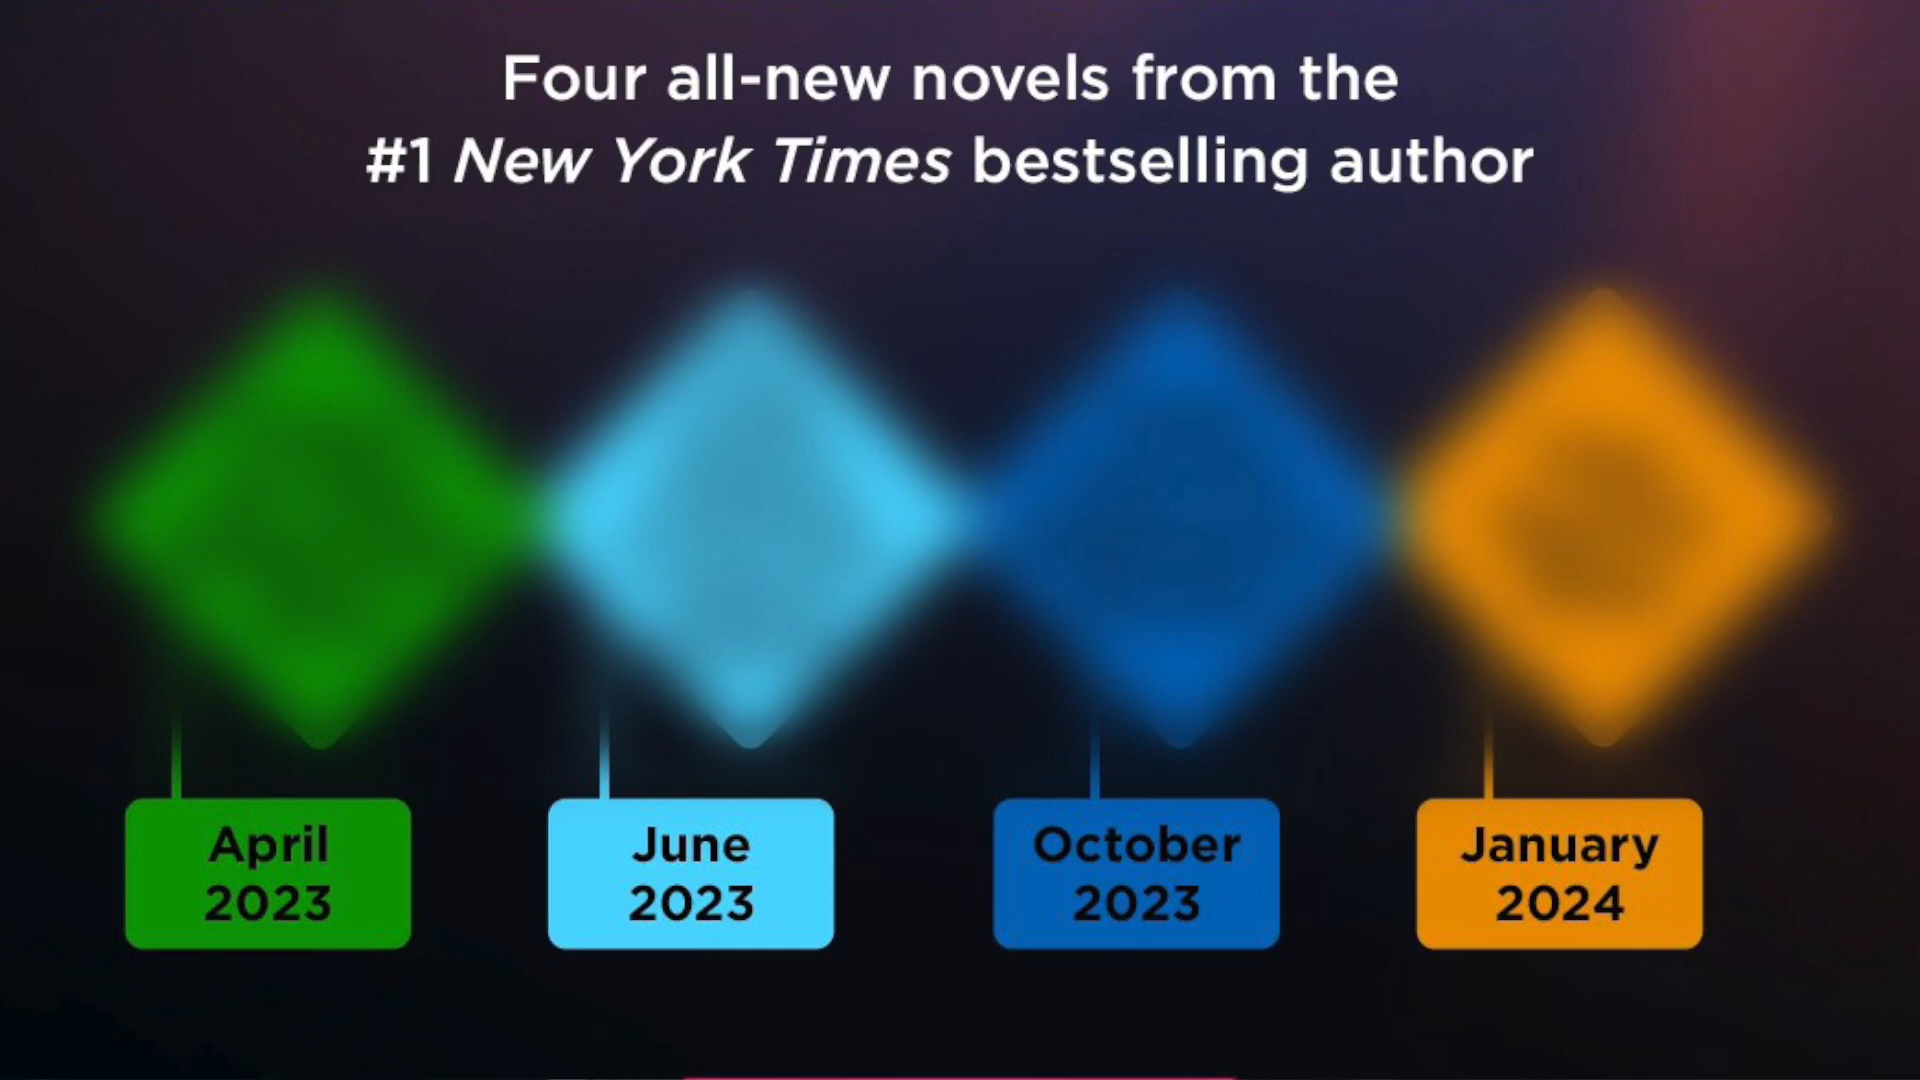 Four all-new novels from the
#1 New York Times bestselling author
April
2023
June
2023
October
2023
January
2024